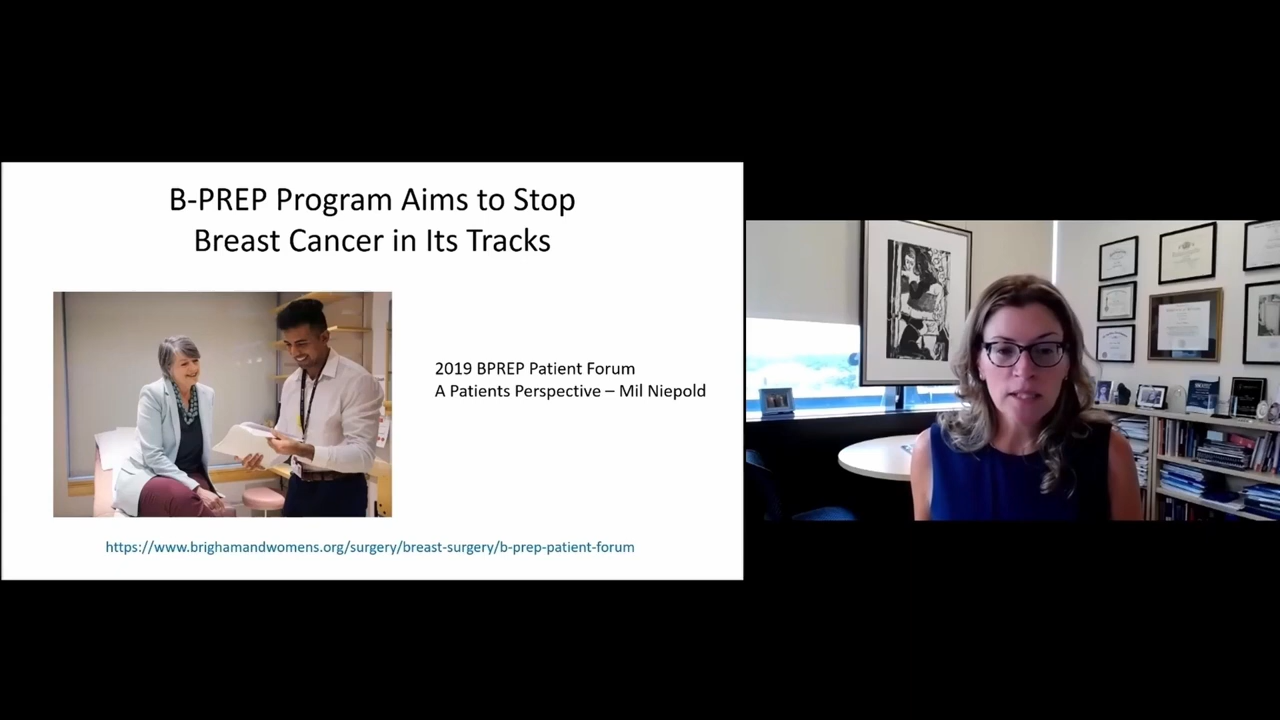 B-PREP Program Aims to Stop
Breast Cancer in Its Tracks
2019 BPREP Patient Forum
A Patients Perspective – Mil Niepold
https://www.brighamandwomens.org/surgery/breast-surgery/b-prep-patient-forum